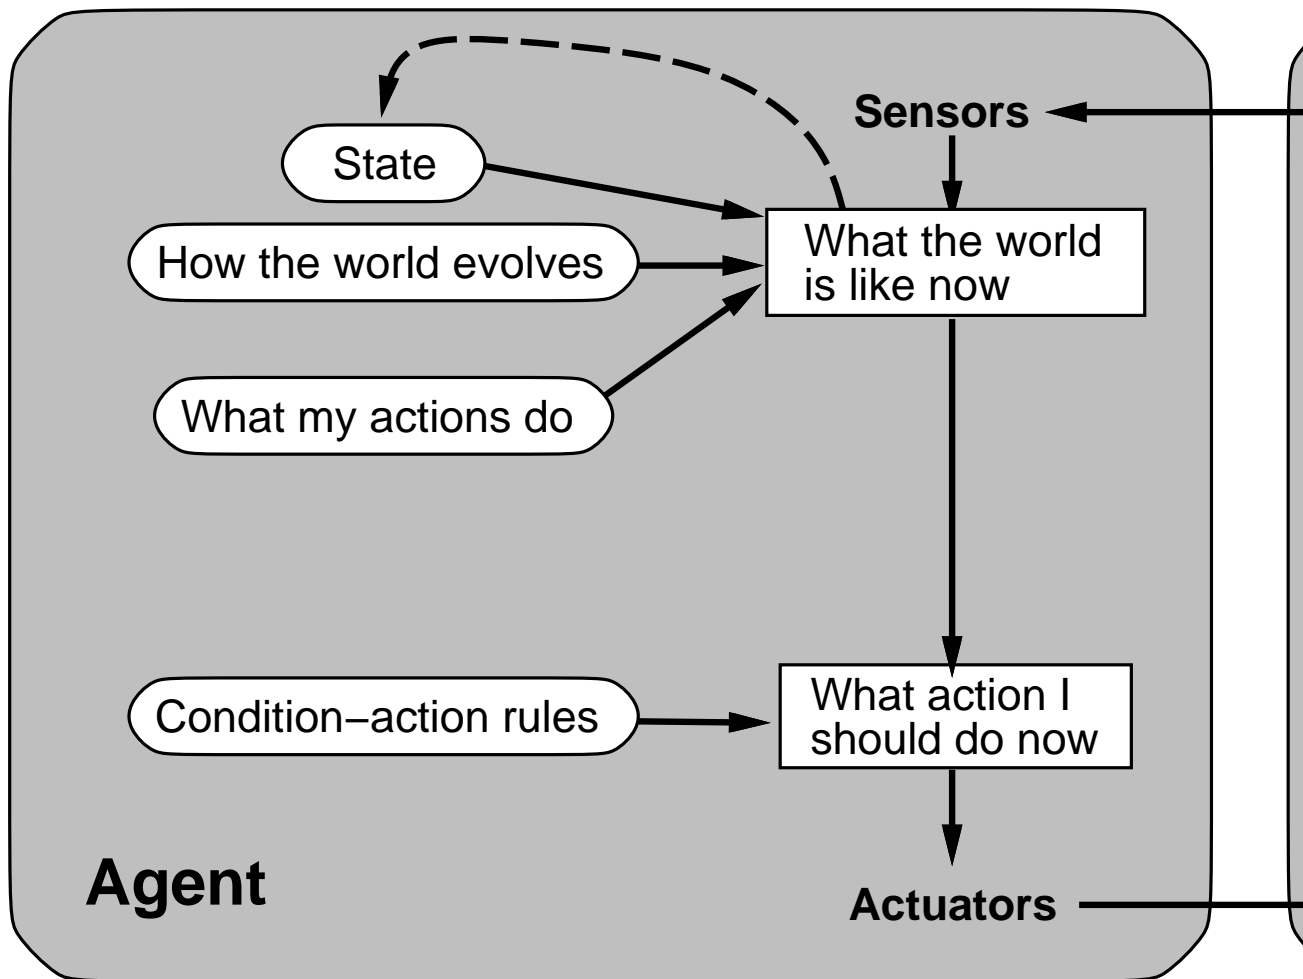 Sensors
State
What the world
is like now
How the world evolves
What my actions do
Condition–action rules
What action I
should do now
Agent
Actuators